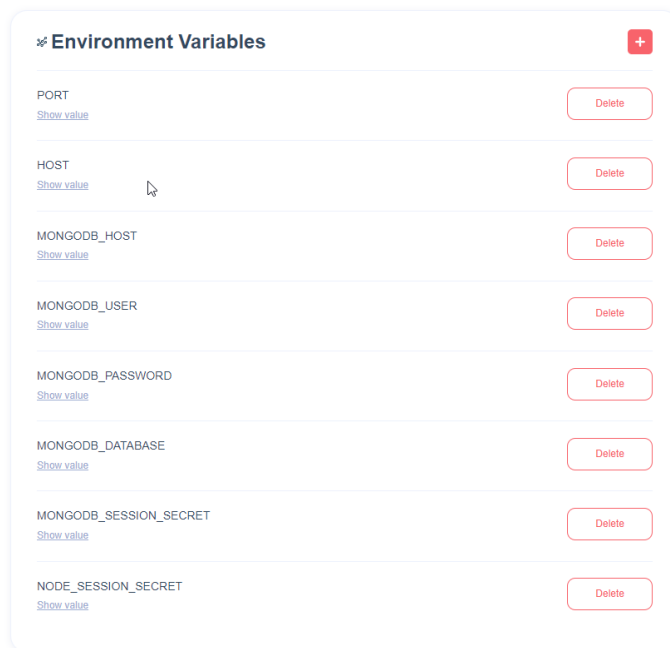 Environment Variables
+
PORT
Show value
Delete
HOST
Show value
Delete
MONGODB_HOST
Show value
Delete
MONGODB_USER
Show value
Delete
MONGODB_PASSWORD
Show value
Delete
MONGODB_DATABASE
Show value
Delete
MONGODB_SESSION_SECRET
Show value
Delete
NODE_SESSION_SECRET
Show value
Delete